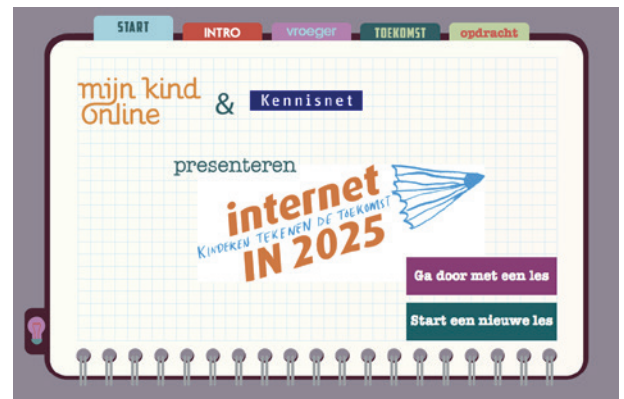 START
INTRO
vroeger
TOEKOMST
opdracht
mijn kind
online
&
Kennisnet
presenteren
internet
KINDEREN TEKENEN DE TOEKOMST
IN 2025
Ga door met een les
Start een nieuwe les